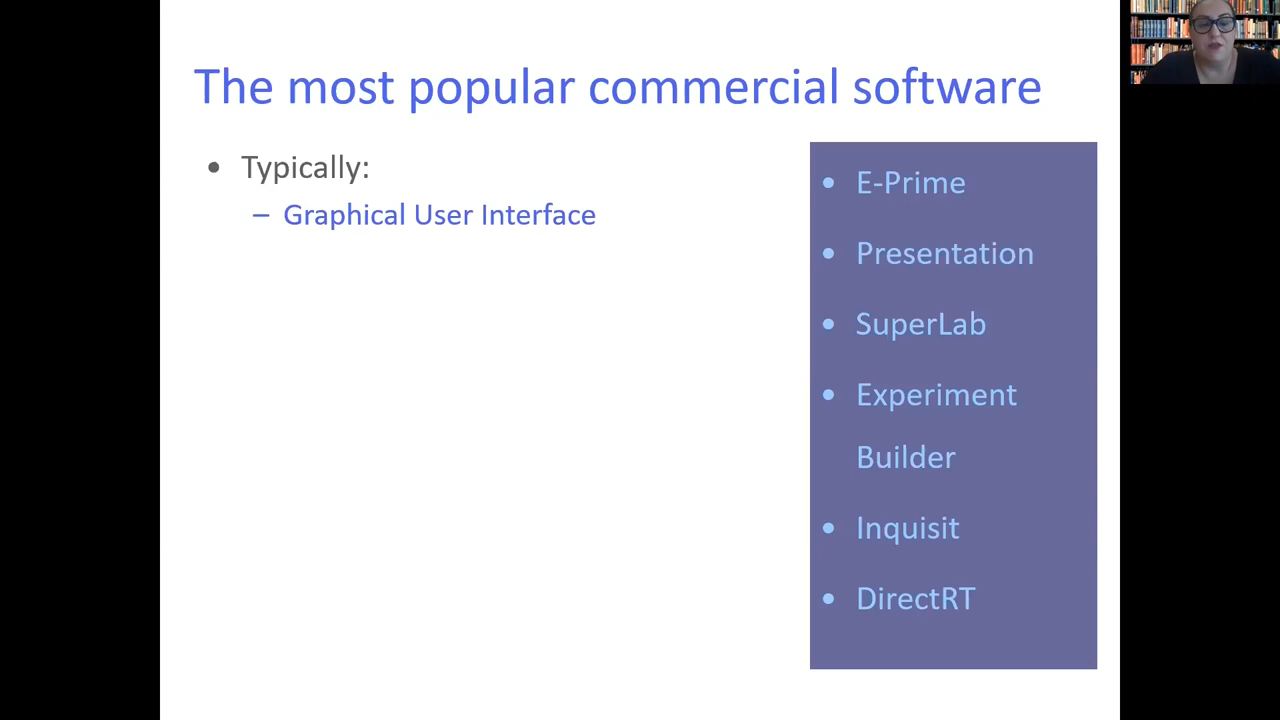 The most popular commercial software
• Typically:
– Graphical User Interface
• E-Prime
• Presentation
• SuperLab
• Experiment
Builder
• Inquisit
• DirectRT